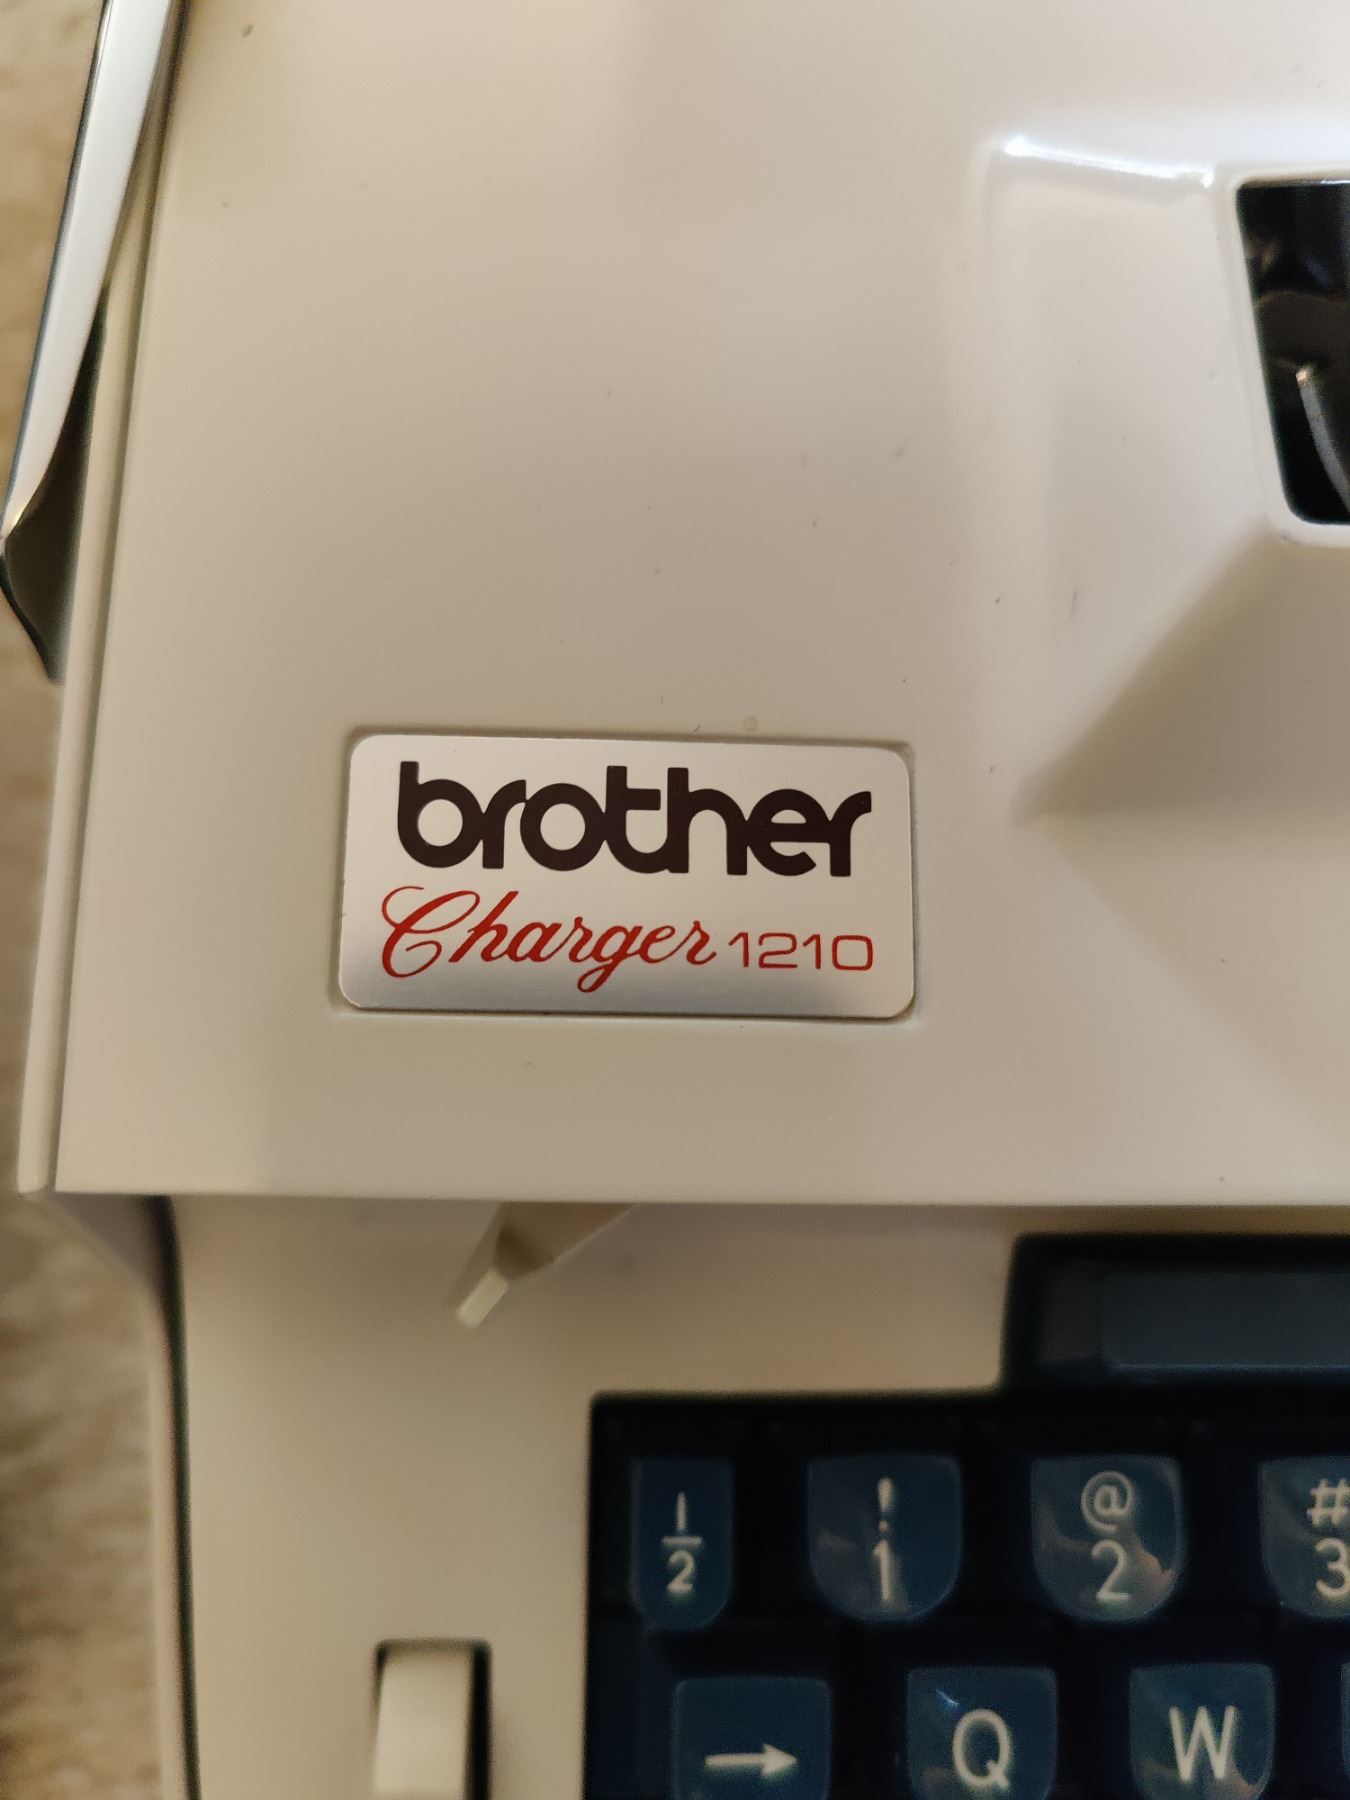 brother
Charger 1210
½ ! @ #
1 2 3
→ Q W